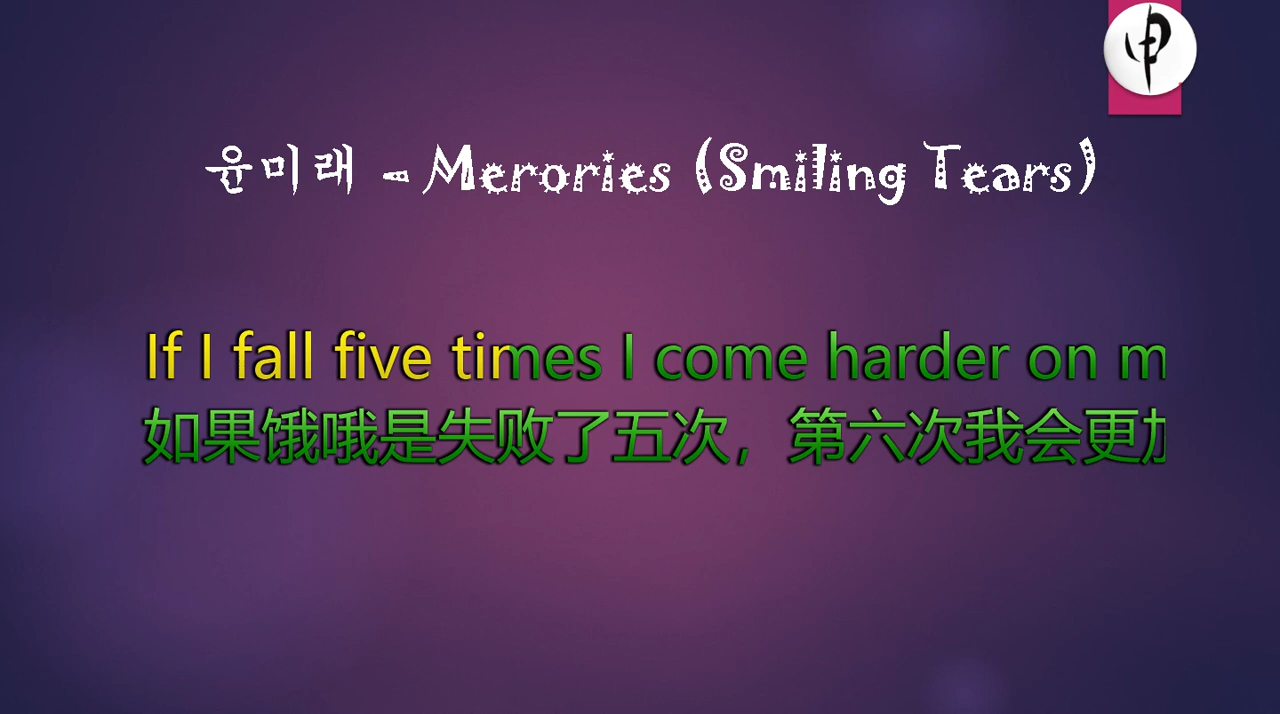 윤미래 - Merories (Smiling Tears)
If I fall five times I come harder on m
如果饿哦是失败了五次，第六次我会更